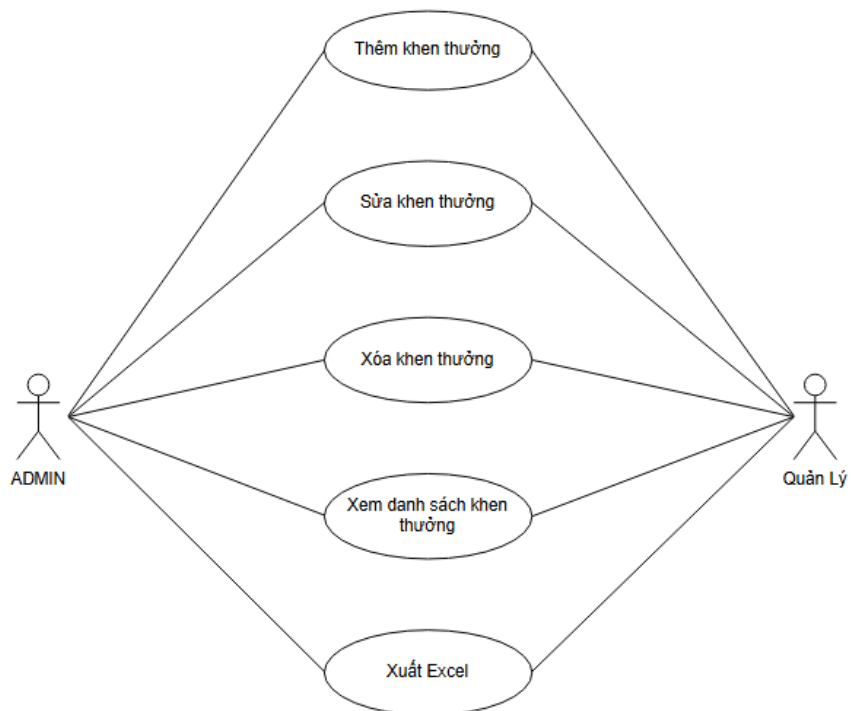 Thêm khen thưởng
Sửa khen thưởng
Xóa khen thưởng
ADMIN
Quản Lý
Xem danh sách khen
thưởng
Xuất Excel